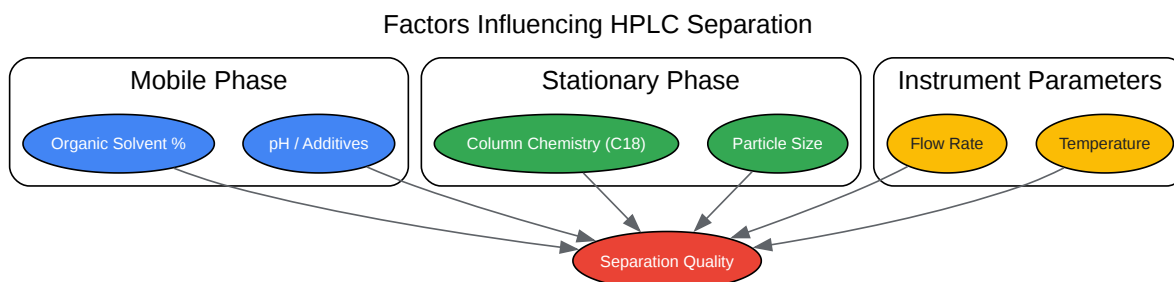 Factors Influencing HPLC Separation
Mobile Phase
Stationary Phase
Instrument Parameters
Organic Solvent %
pH / Additives
Column Chemistry (C18)
Particle Size
Flow Rate
Temperature
Separation Quality